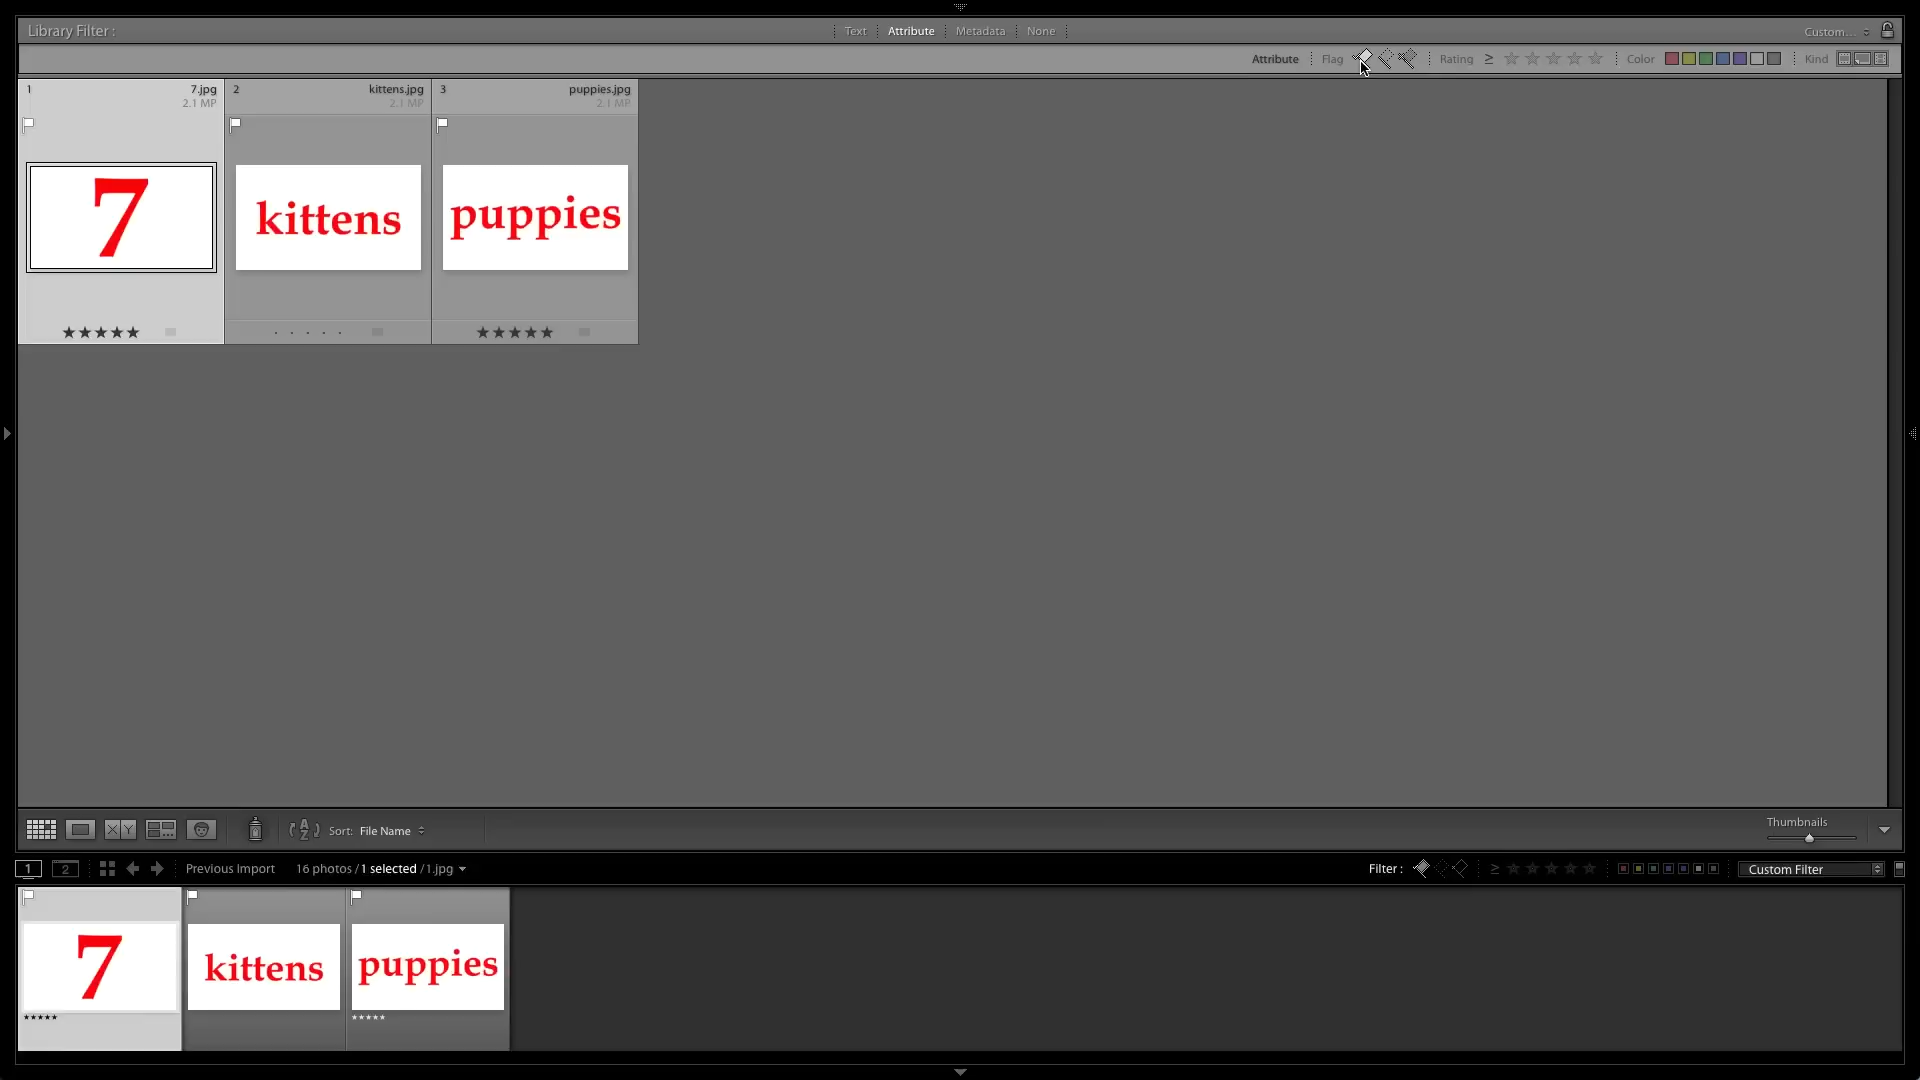 Library Filter :
Text
Attribute
Metadata
None
Custom...
Attribute
Flag
Rating ≥
Color
Kind
1
7.jpg
2.1 MP
2
kittens.jpg
2.1 MP
3
puppies.jpg
2.1 MP
7
kittens
puppies
X Y
A
Z
Sort: File Name
Thumbnails
1
2
Previous Import
16 photos / 1 selected / 1.jpg
Filter :
≥
Custom Filter
7
kittens
puppies